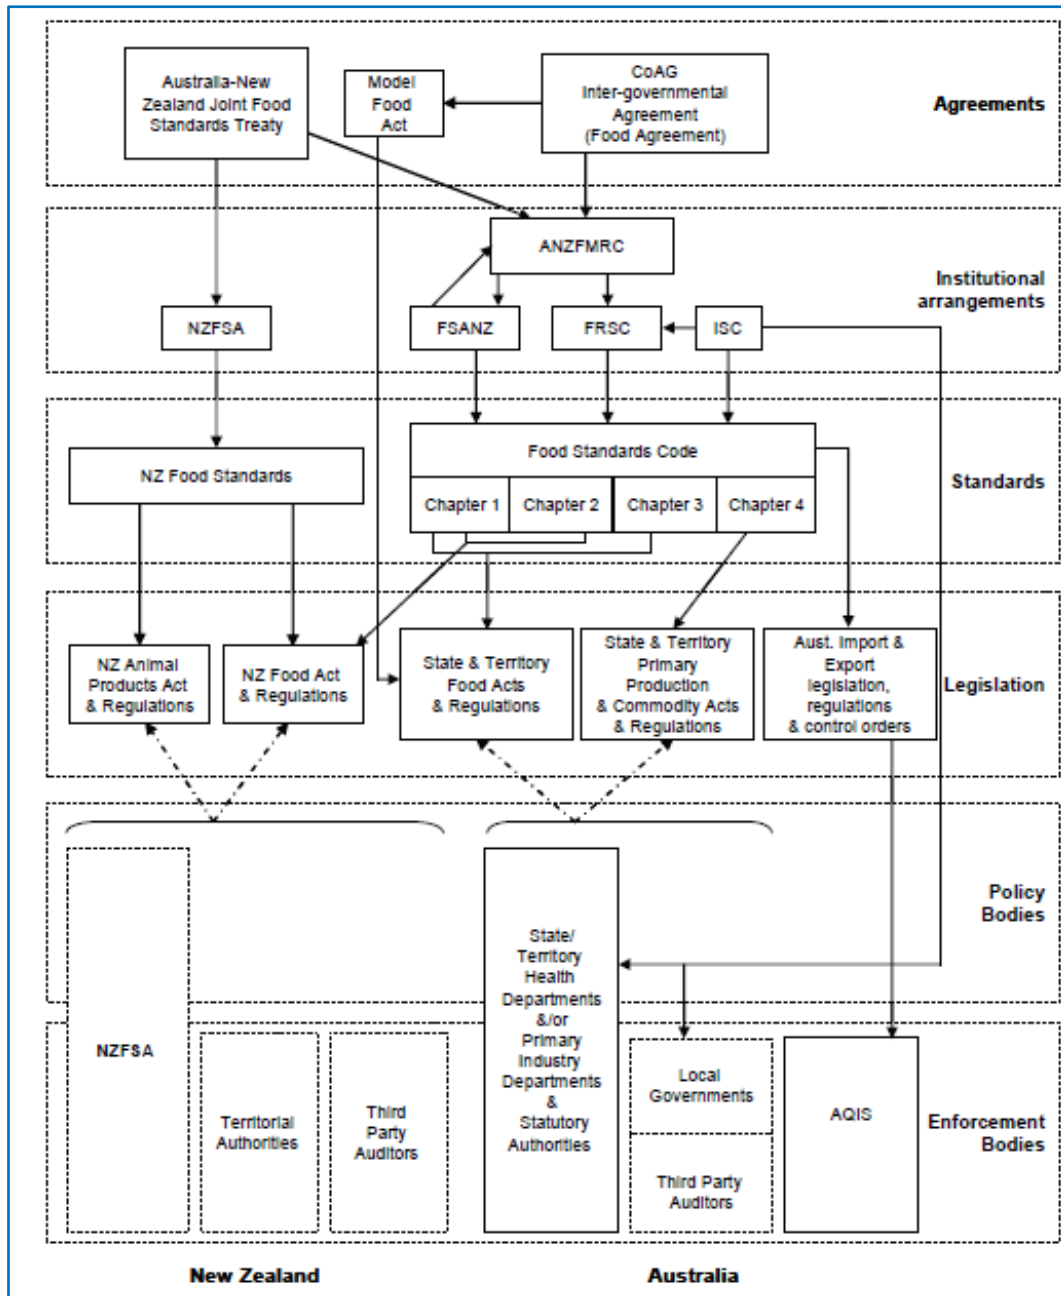 Australia-New
Zealand Joint Food
Standards Treaty
Model
Food
Act
CoAG
Inter-governmental
Agreement
(Food Agreement)
Agreements
ANZFMRC
Institutional
arrangements
NZFSA
FSANZ
FRSC
ISC
Food Standards Code
NZ Food Standards
Standards
Chapter 1
Chapter 2
Chapter 3
Chapter 4
NZ Animal
Products Act
& Regulations
NZ Food Act
& Regulations
State & Territory
Food Acts
& Regulations
State & Territory
Primary
Production
& Commodity Acts
& Regulations
Aust. Import &
Export
legislation,
regulations
& control orders
Legislation
Policy
Bodies
NZFSA
Territorial
Authorities
Third
Party
Auditors
State/
Territory
Health
Departments
&/or
Primary
Industry
Departments
&
Statutory
Authorities
Local
Governments
Third Party
Auditors
AQIS
Enforcement
Bodies
New Zealand
Australia